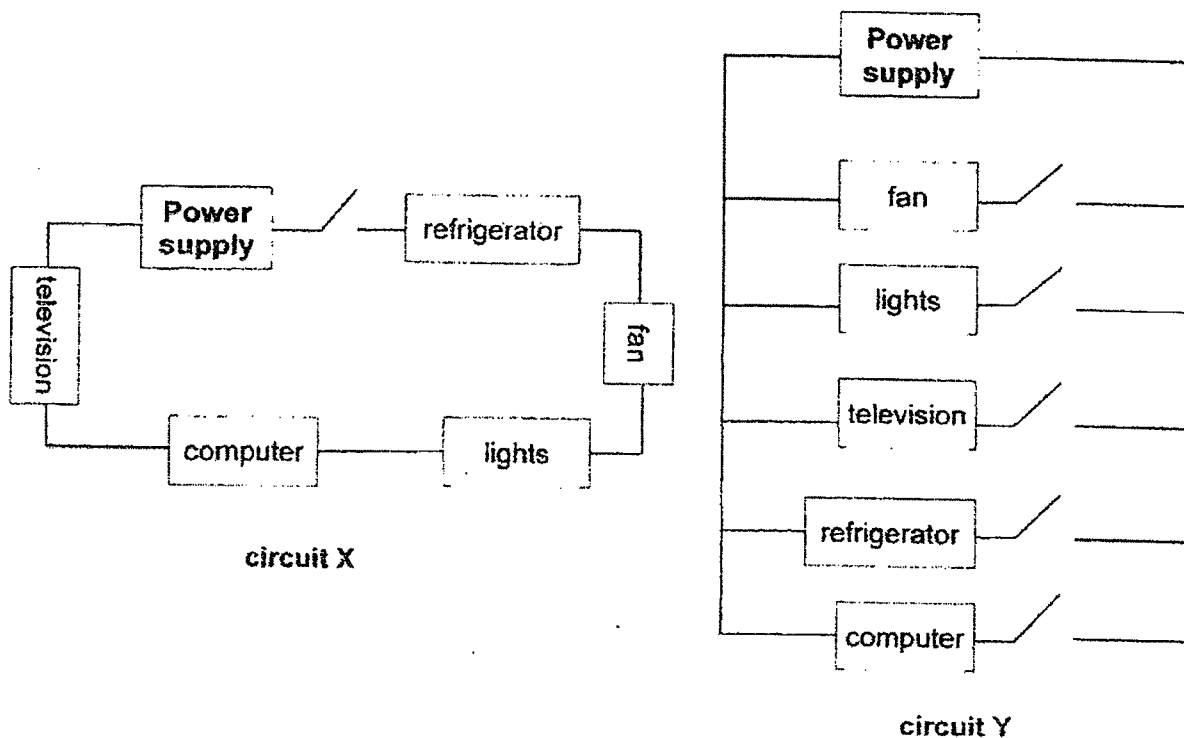 Power
supply
refrigerator
television
fan
computer
lights
circuit X
Power
supply
fan
lights
television
refrigerator
computer
circuit Y